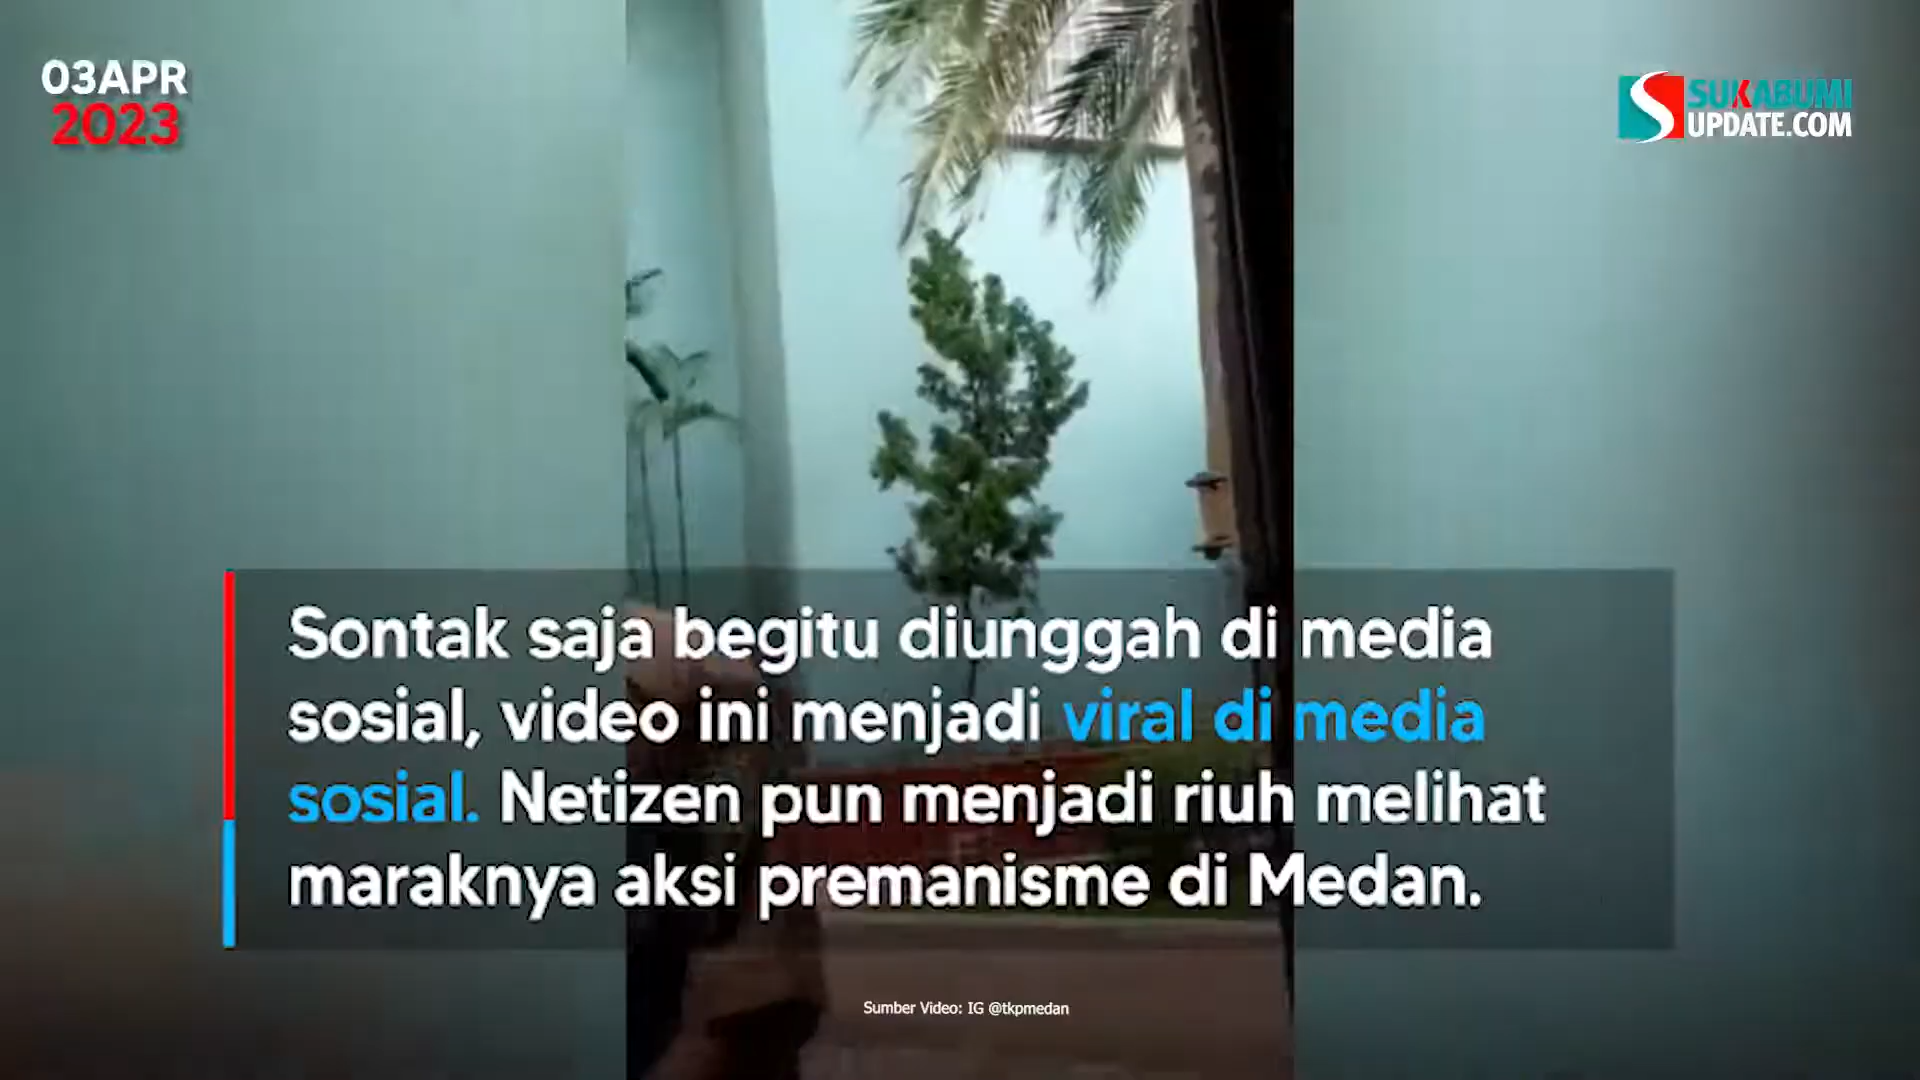 03APR
2023
SUKABUMI
UPDATE.COM
Sontak saja begitu diunggah di media
sosial, video ini menjadi viral di media
sosial. Netizen pun menjadi riuh melihat
maraknya aksi premanisme di Medan.
Sumber Video: IG @tkpmedan